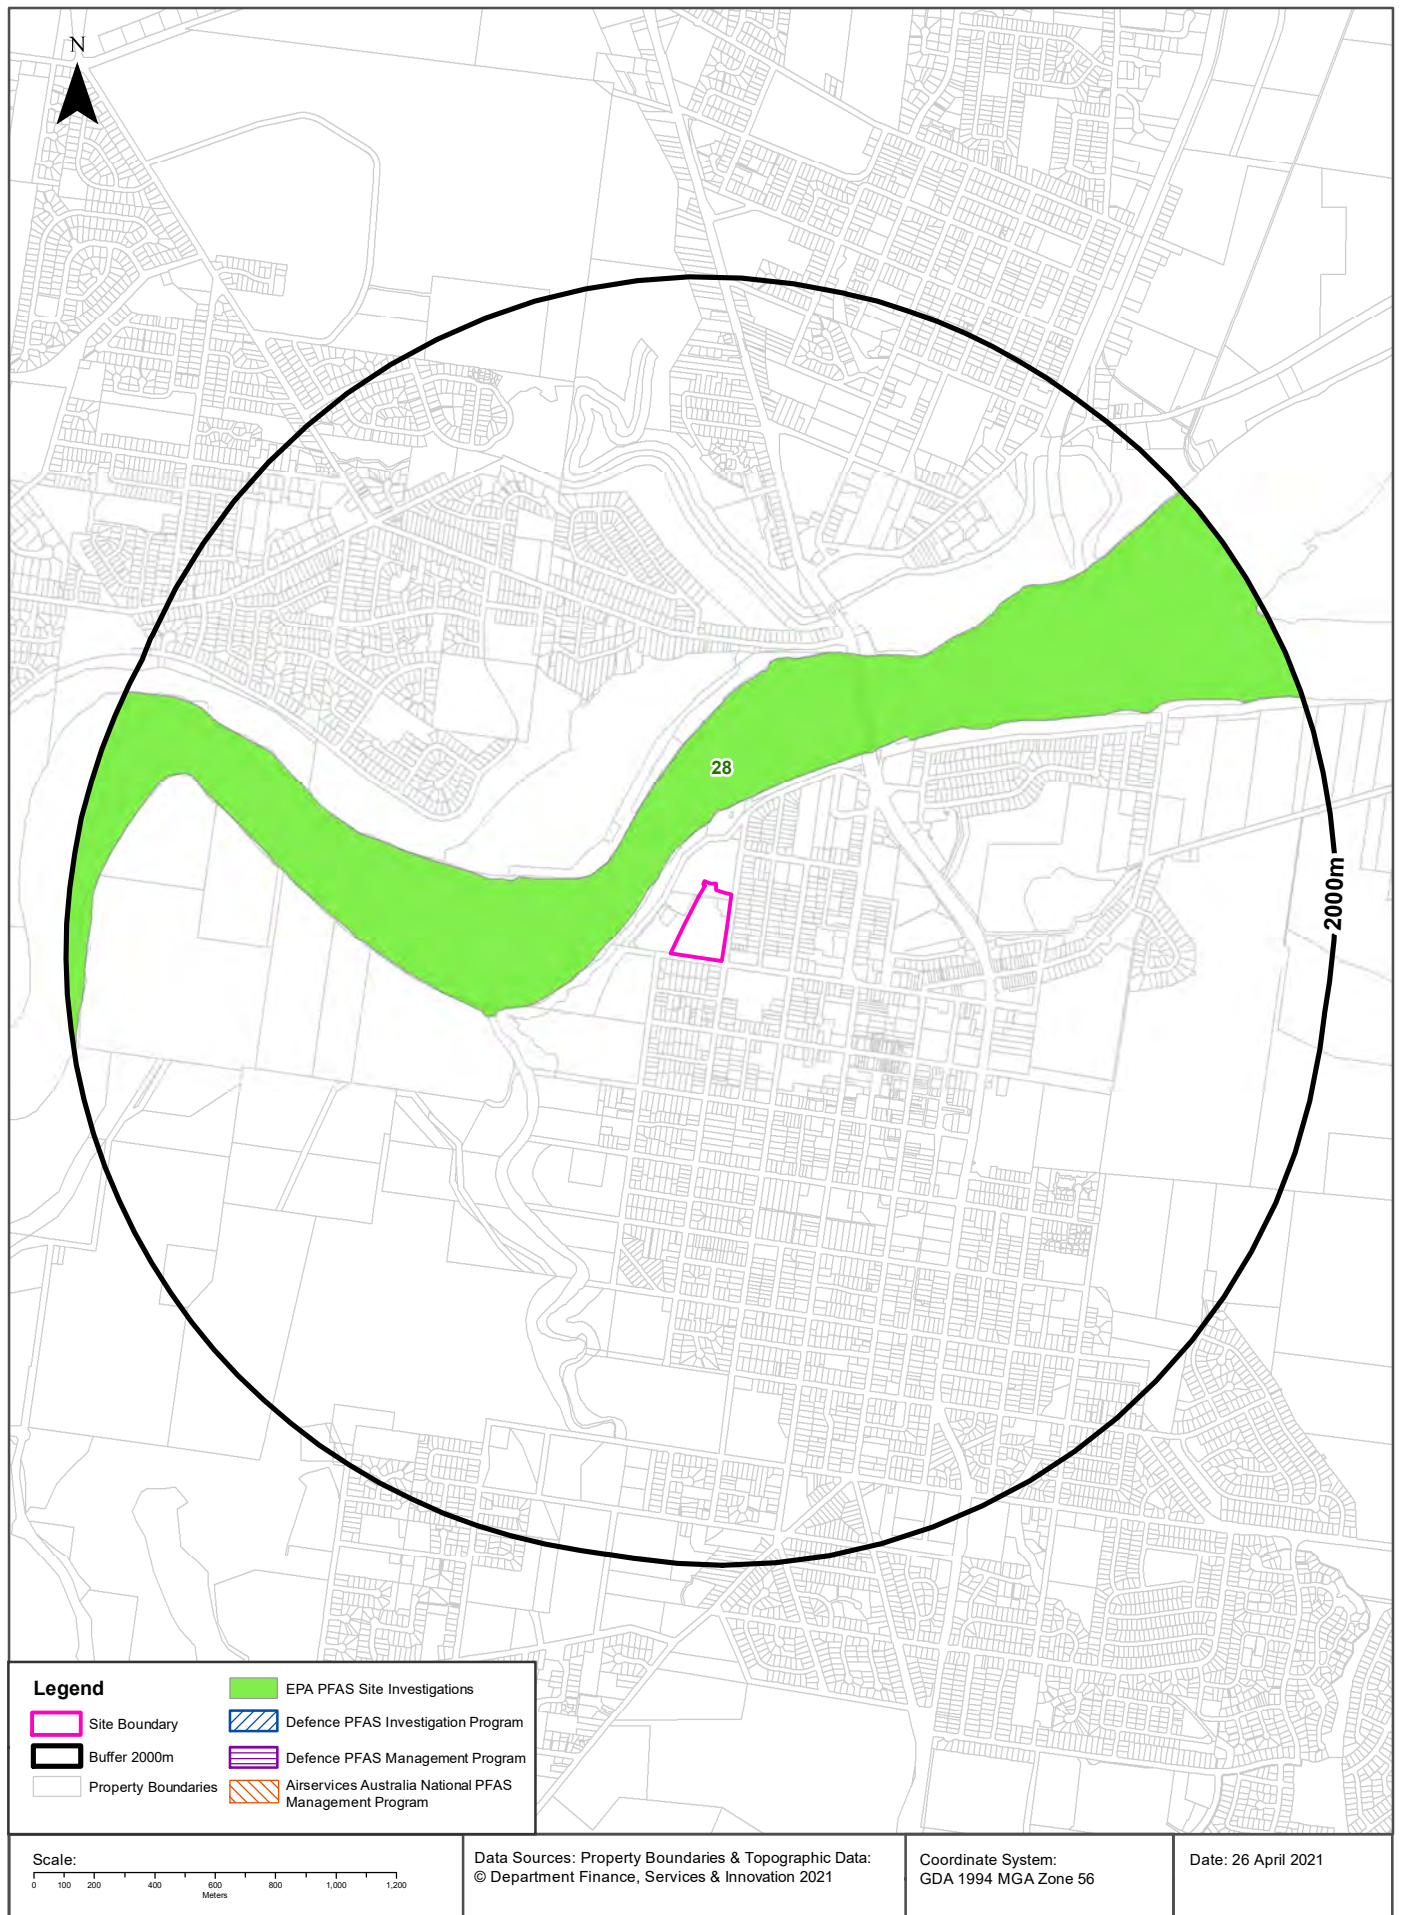 N
28
2000m
Legend
Site Boundary
Buffer 2000m
Property Boundaries
EPA PFAS Site Investigations
Defence PFAS Investigation Program
Defence PFAS Management Program
Airservices Australia National PFAS
Management Program
Scale:
0 100 200 400 600 800 1,000 1,200
Meters
Data Sources: Property Boundaries & Topographic Data:
© Department Finance, Services & Innovation 2021
Coordinate System:
GDA 1994 MGA Zone 56
Date: 26 April 2021